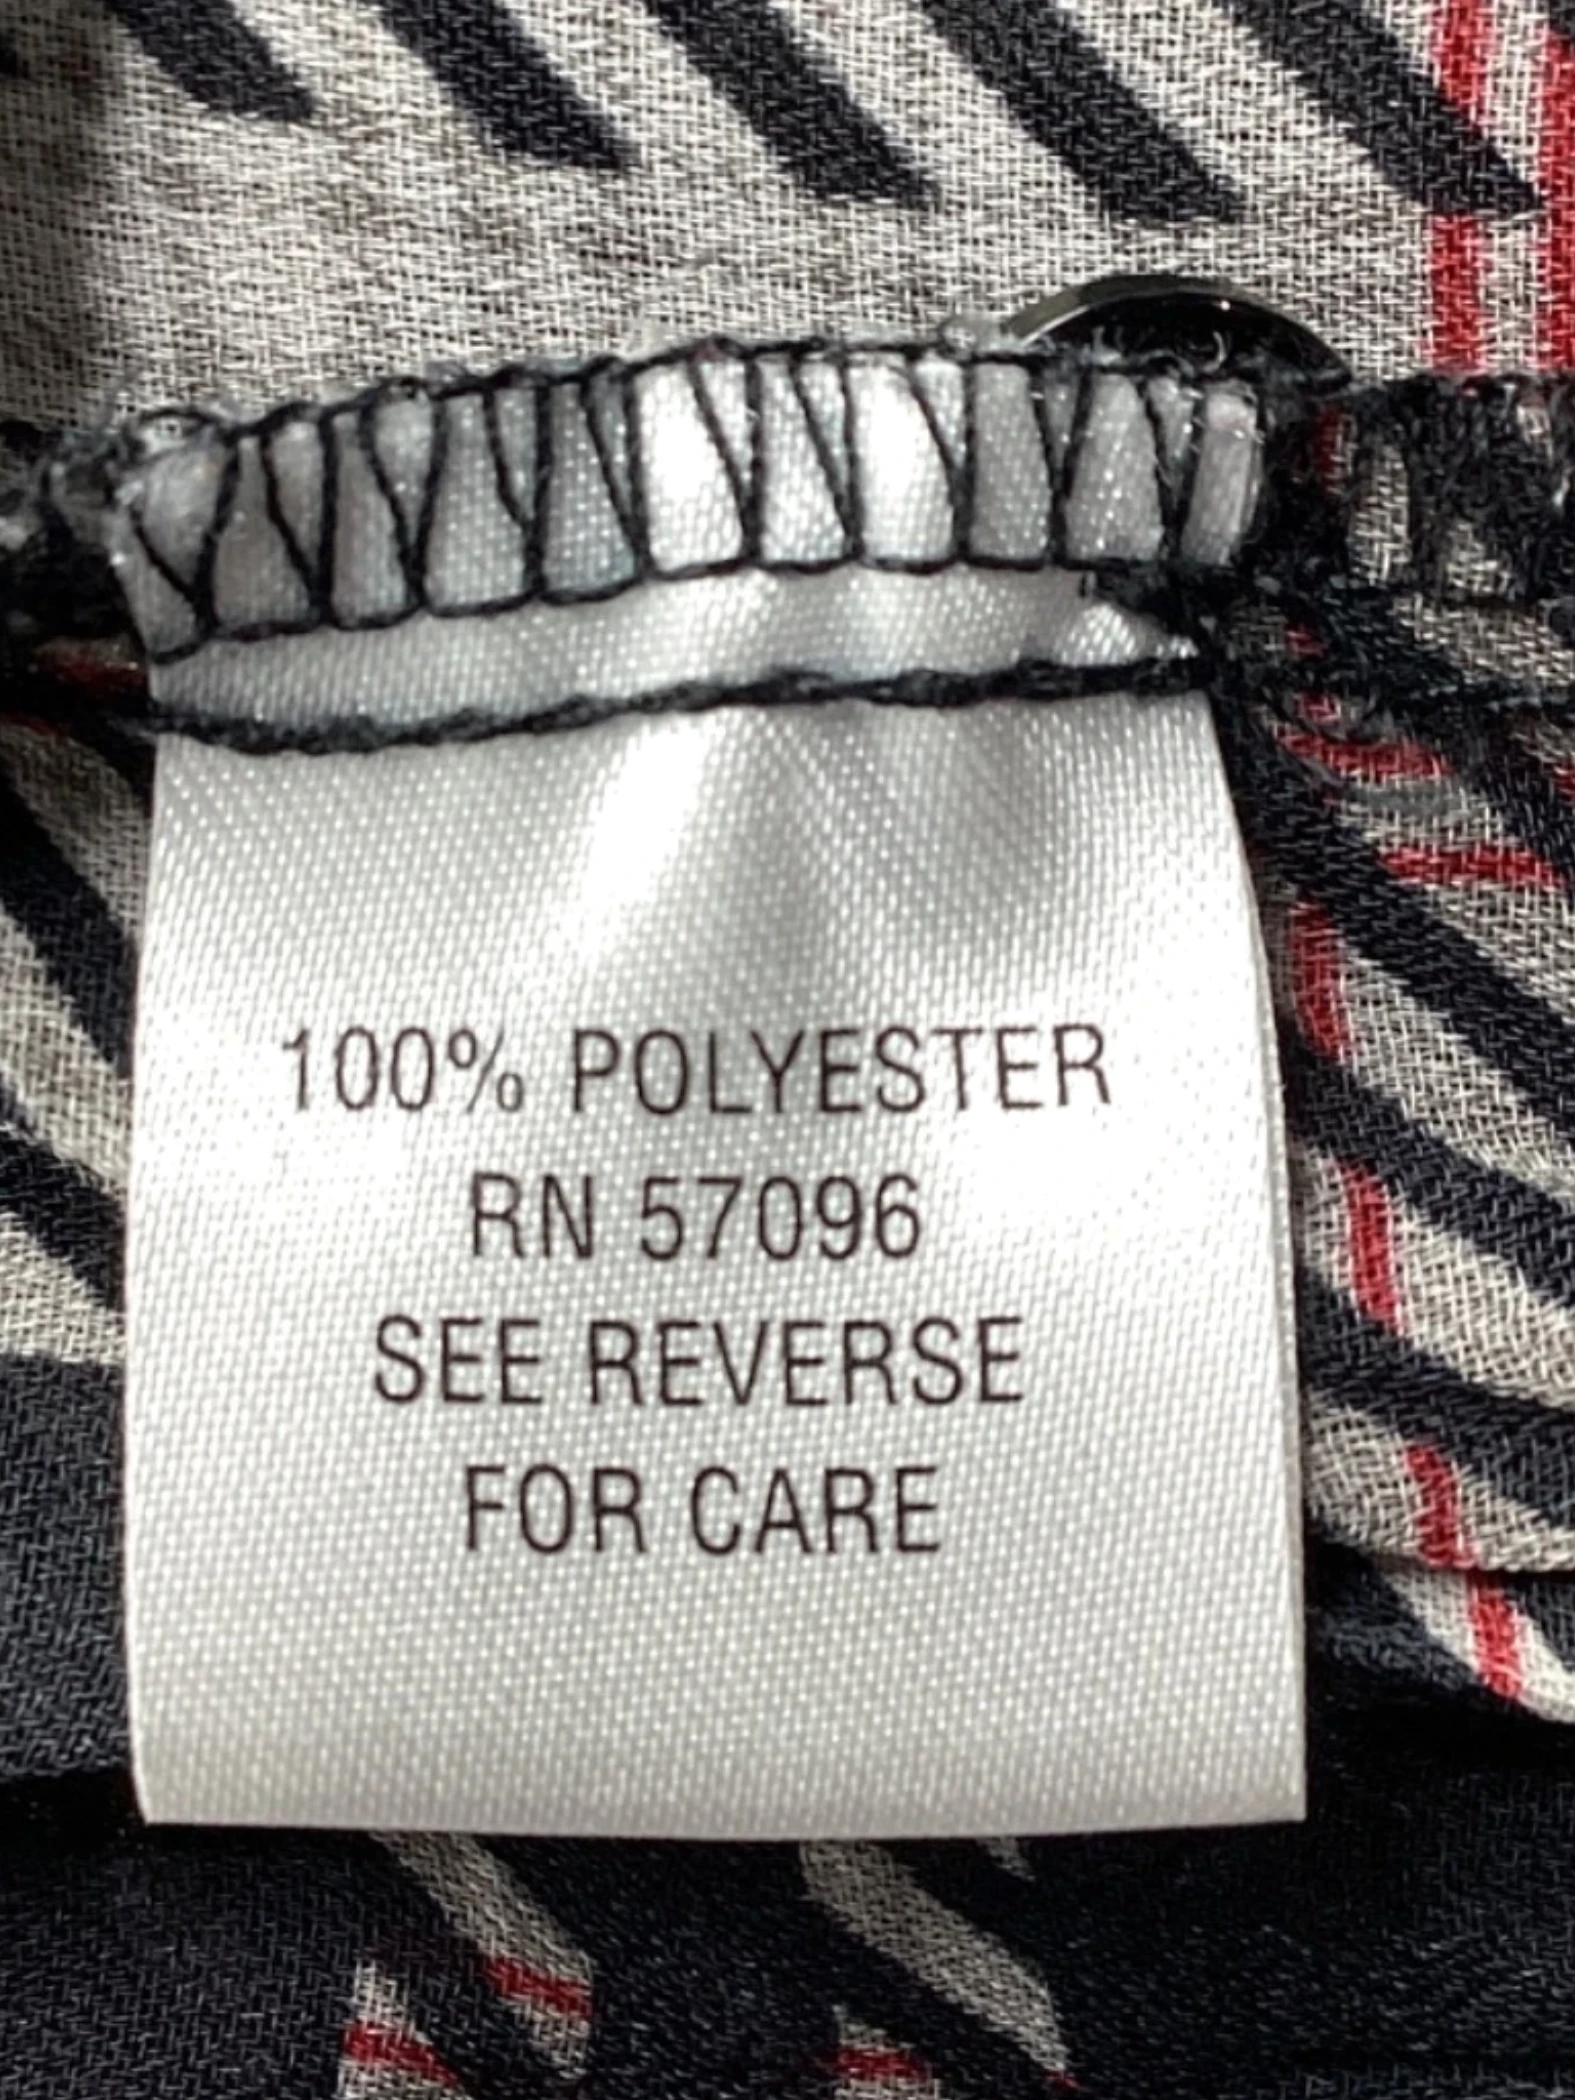 100% POLYESTER
RN 57096
SEE REVERSE
FOR CARE